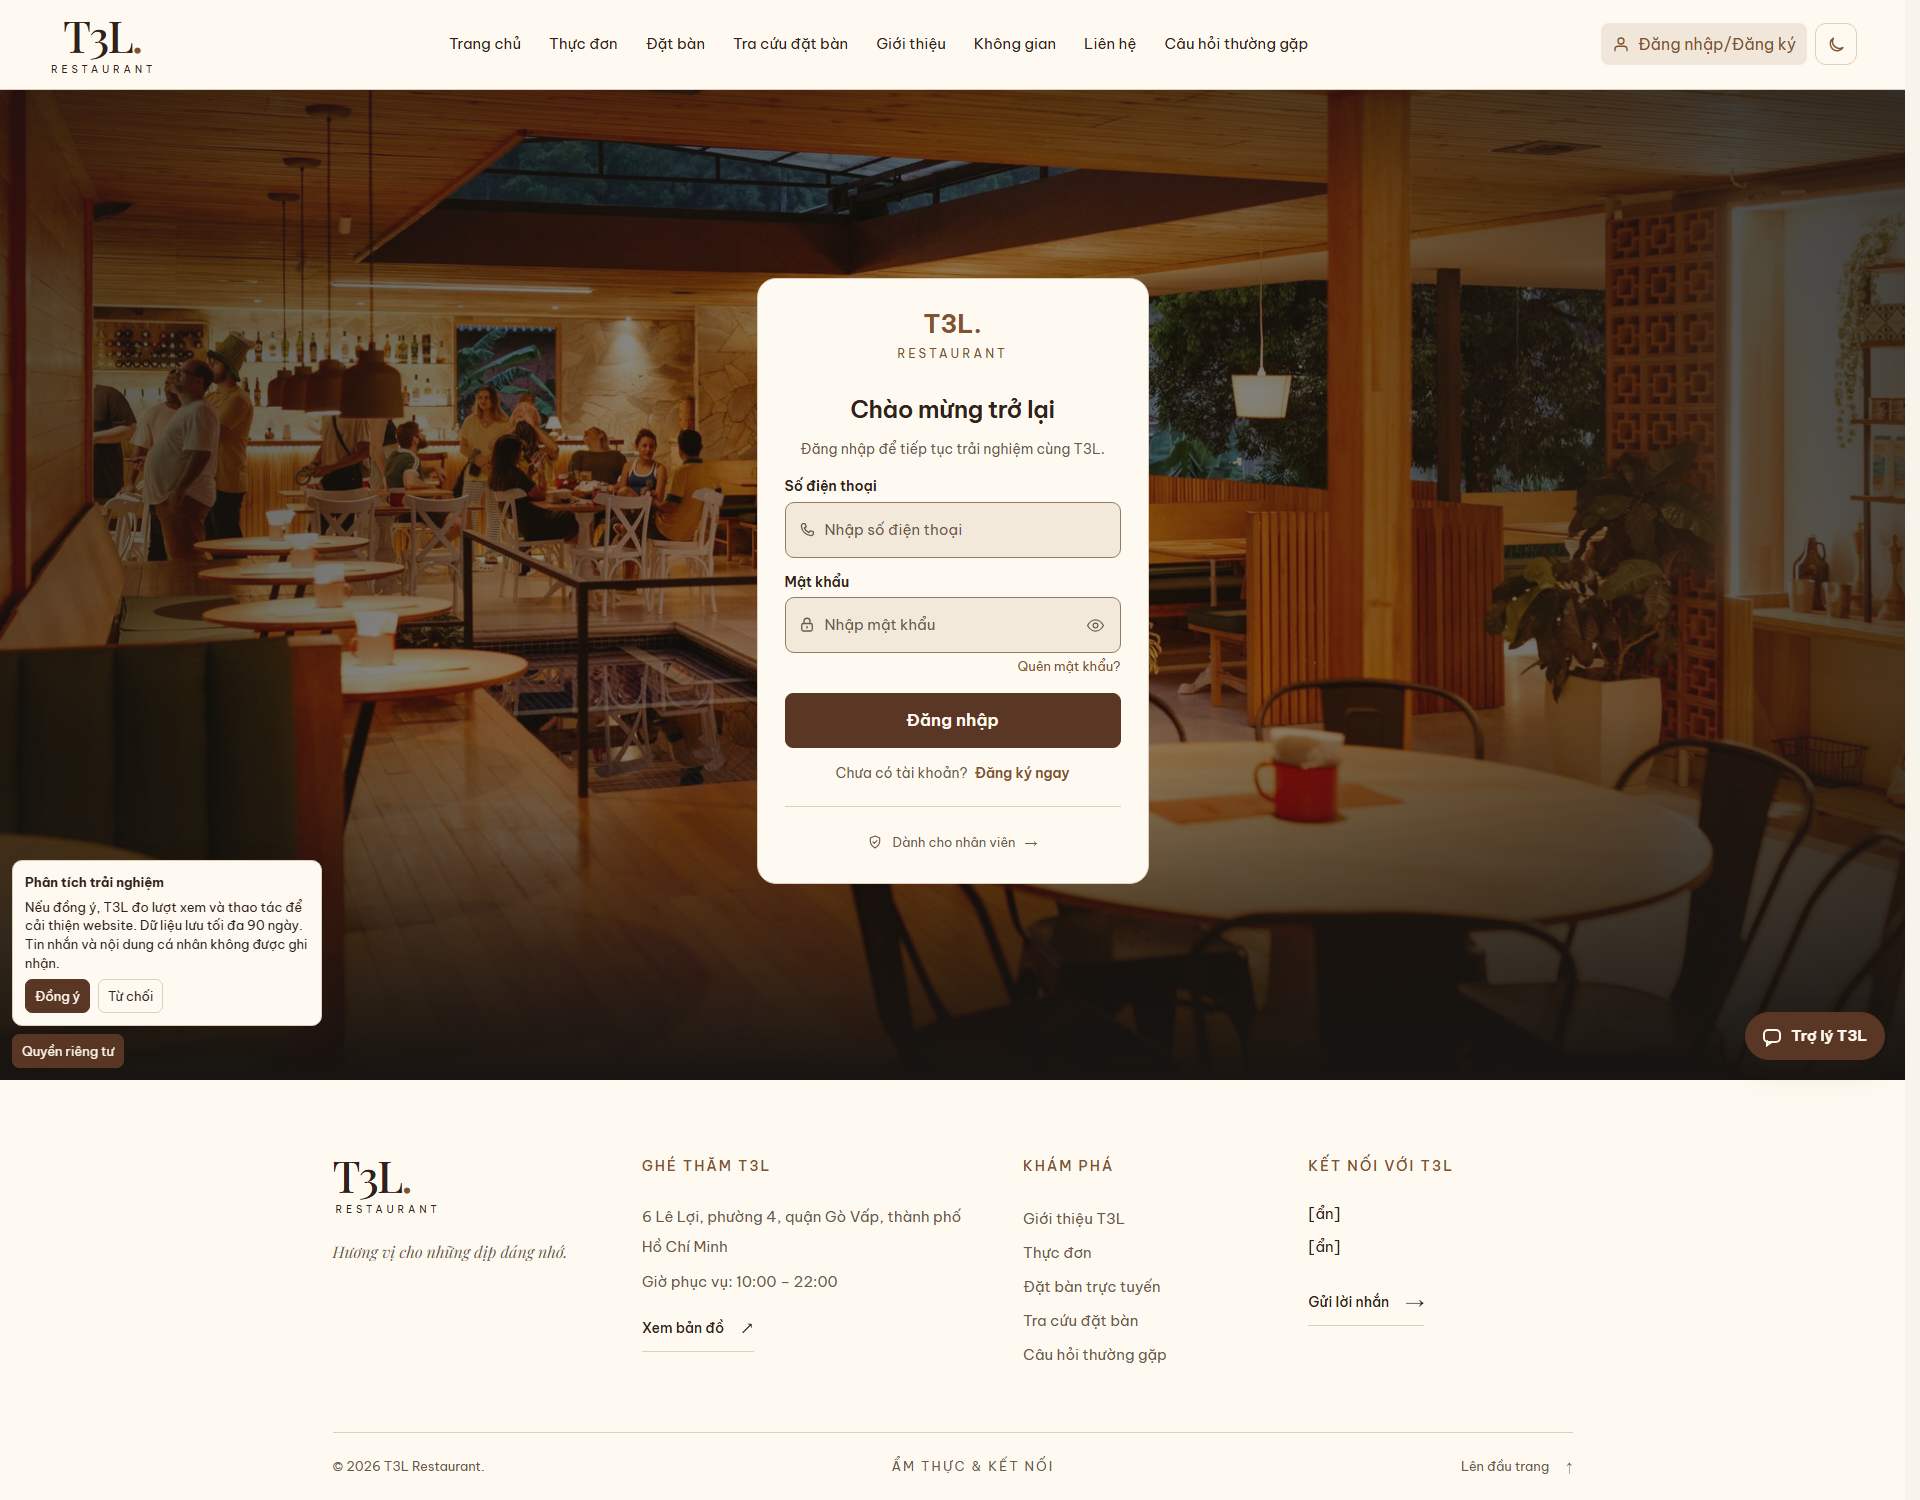 T3L.
RESTAURANT
Trang chủ
Thực đơn
Đặt bàn
Tra cứu đặt bàn
Giới thiệu
Không gian
Liên hệ
Câu hỏi thường gặp
Đăng nhập/Đăng ký
T3L.
RESTAURANT
Chào mừng trở lại
Đăng nhập để tiếp tục trải nghiệm cùng T3L.
Số điện thoại
Nhập số điện thoại
Mật khẩu
Nhập mật khẩu
Quên mật khẩu?
Đăng nhập
Chưa có tài khoản? Đăng ký ngay
Dành cho nhân viên →
Phân tích trải nghiệm
Nếu đồng ý, T3L đo lượt xem và thao tác để
cải thiện website. Dữ liệu lưu tối đa 90 ngày.
Tin nhắn và nội dung cá nhân không được ghi
nhận.
Đồng ý
Từ chối
Quyền riêng tư
Trợ lý T3L
T3L.
RESTAURANT
Hương vị cho những dịp đáng nhớ.
GHÉ THĂM T3L
6 Lê Lợi, phường 4, quận Gò Vấp, thành phố
Hồ Chí Minh
Giờ phục vụ: 10:00 – 22:00
Xem bản đồ ↗
KHÁM PHÁ
Giới thiệu T3L
Thực đơn
Đặt bàn trực tuyến
Tra cứu đặt bàn
Câu hỏi thường gặp
KẾT NỐI VỚI T3L
[ẩn]
[ẩn]
Gửi lời nhắn →
© 2026 T3L Restaurant.
ẨM THỰC & KẾT NỐI
Lên đầu trang ↑